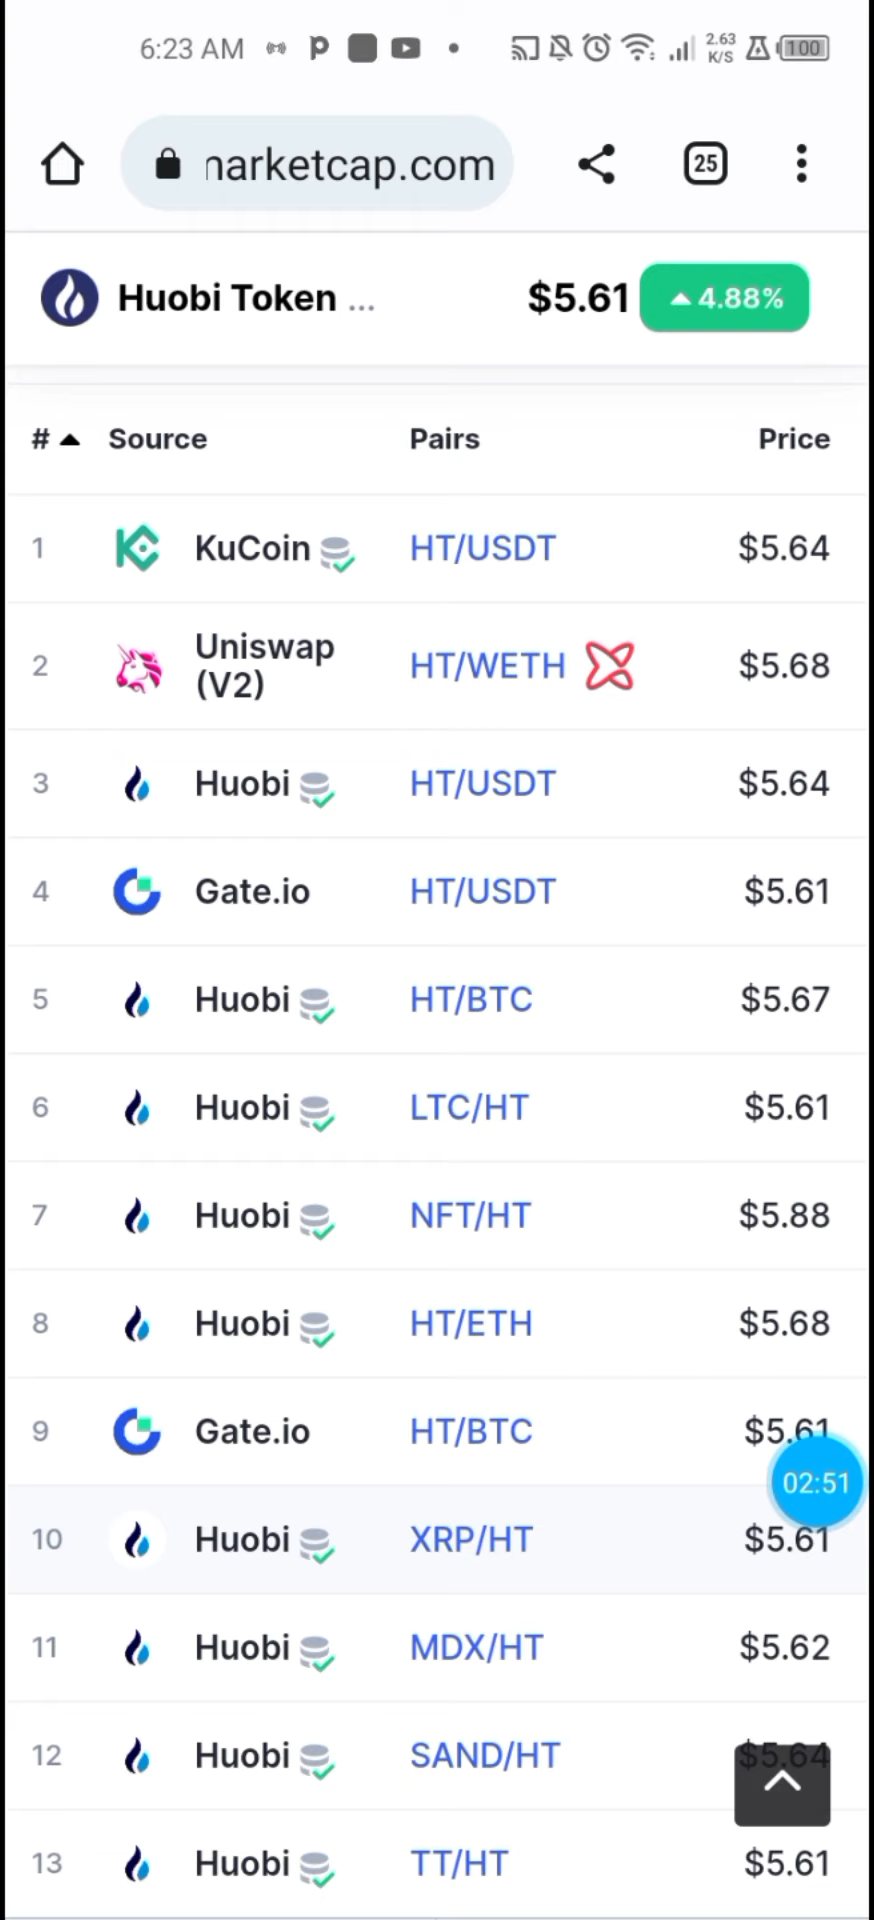 6:23 AM
2.63
K/S
100
narketcap.com
25
Huobi Token ...
$5.61
4.88%
# Source Pairs Price
1 KuCoin HT/USDT $5.64
2 Uniswap (V2) HT/WETH $5.68
3 Huobi HT/USDT $5.64
4 Gate.io HT/USDT $5.61
5 Huobi HT/BTC $5.67
6 Huobi LTC/HT $5.61
7 Huobi NFT/HT $5.88
8 Huobi HT/ETH $5.68
9 Gate.io HT/BTC $5.61
02:51
10 Huobi XRP/HT $5.61
11 Huobi MDX/HT $5.62
12 Huobi SAND/HT $5.64
13 Huobi TT/HT $5.61